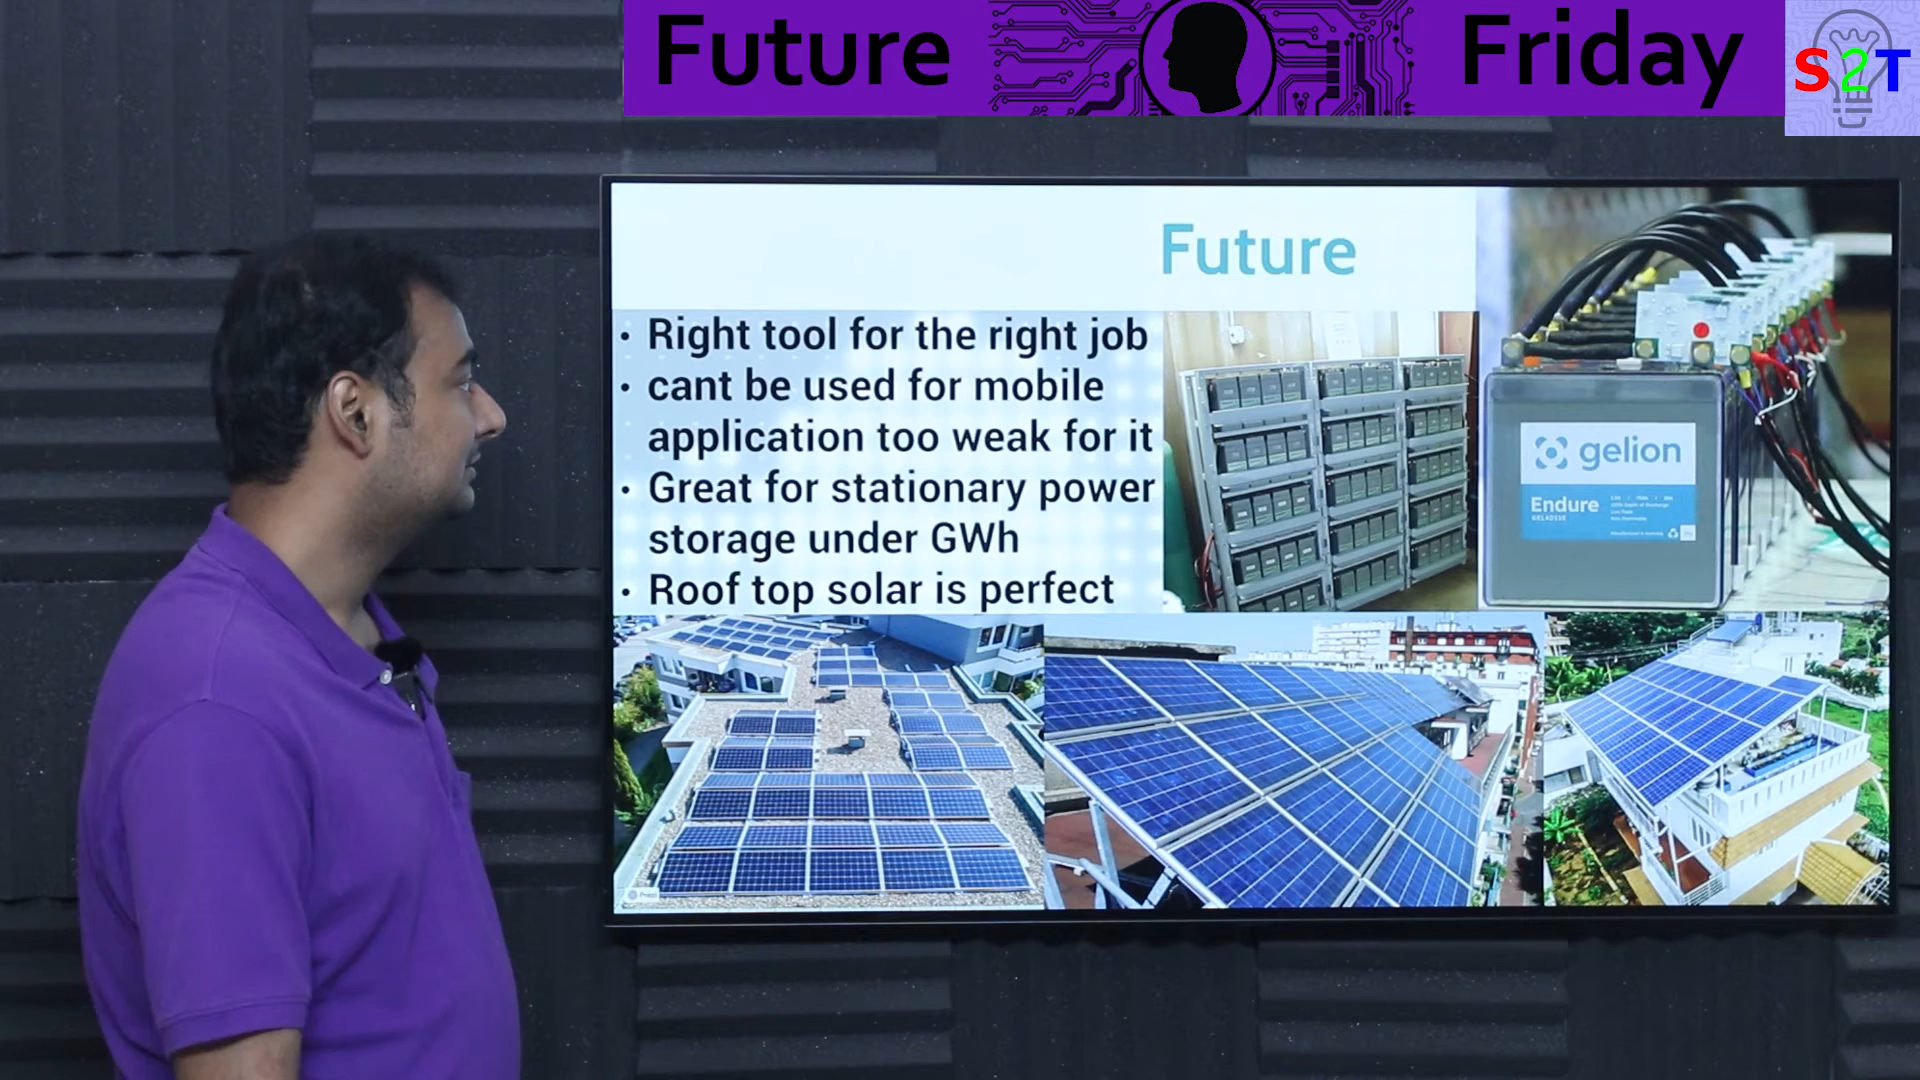 Future Friday
S2T
Future
• Right tool for the right job
• cant be used for mobile
application too weak for it
• Great for stationary power
storage under GWh
• Roof top solar is perfect
gelion
Endure